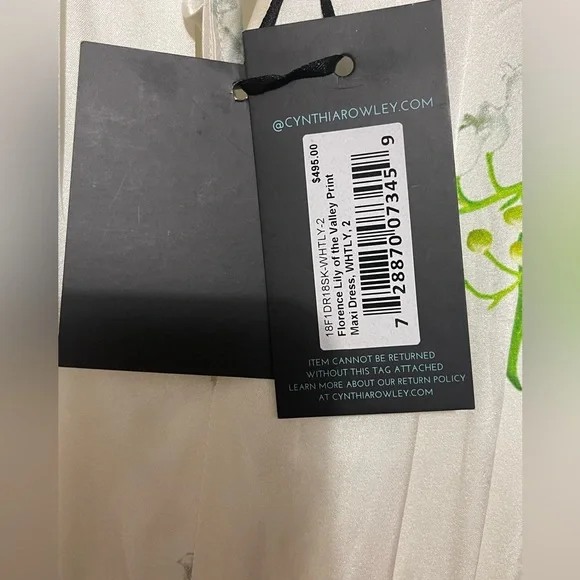 @CYNTHIAROWLEY.COM
$495.00
18F1DR18SK-WHTLY-2
Florence Lily of the Valley Print
Maxi Dress, WHTLY, 2
7 28870 07345 9
ITEM CANNOT BE RETURNED
WITHOUT THIS TAG ATTACHED
LEARN MORE ABOUT OUR RETURN POLICY
AT CYNTHIAROWLEY.COM